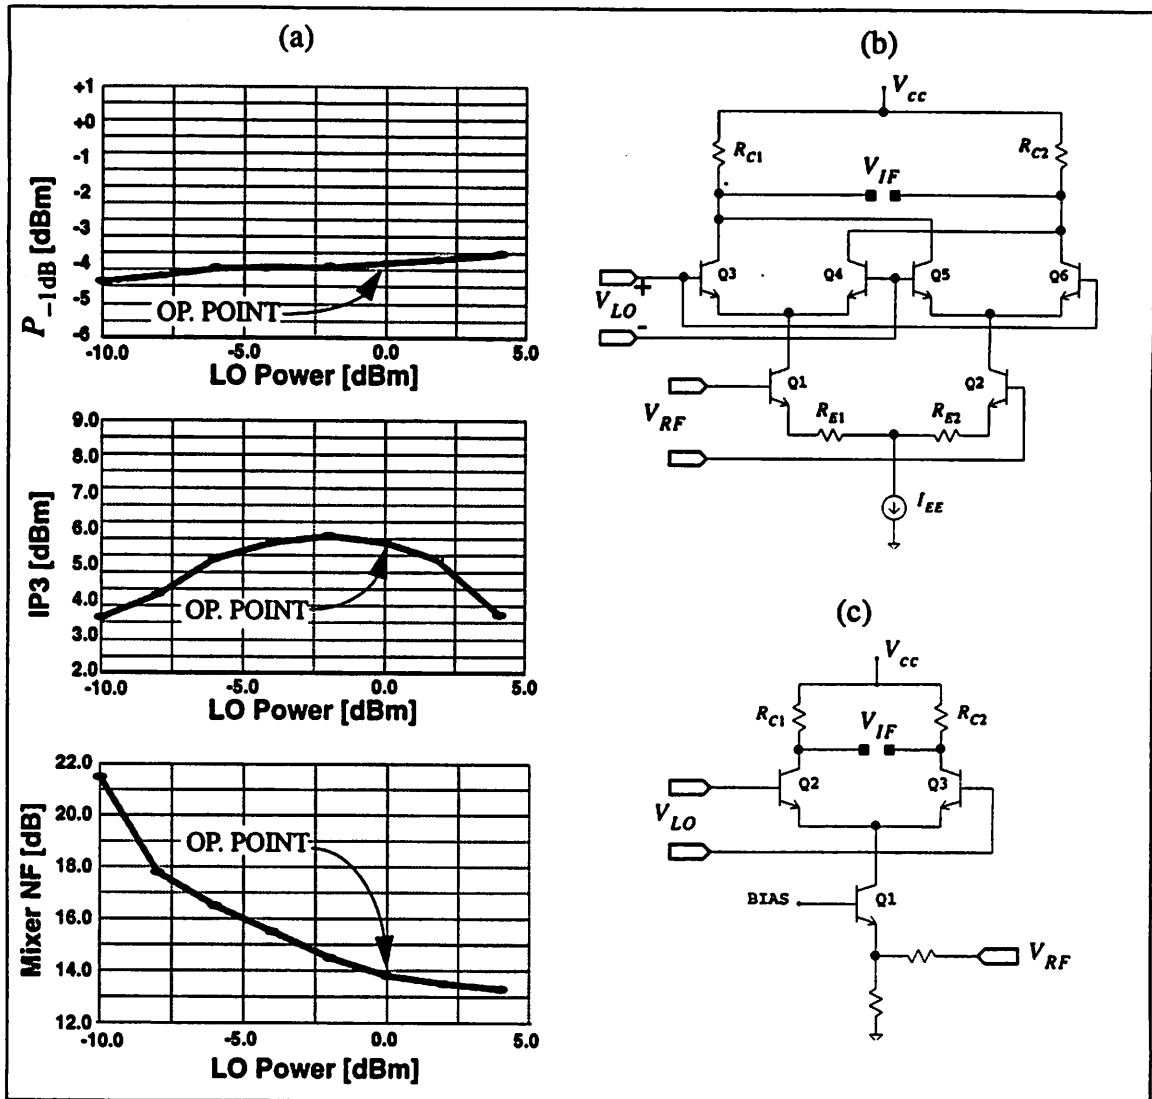 (a)
+1
+0
-1
-2
-3
-4
-5
-6
P−1dB [dBm]
OP. POINT
-10.0
-5.0
0.0
5.0
LO Power [dBm]
9.0
8.0
7.0
6.0
5.0
4.0
3.0
2.0
IP3 [dBm]
OP. POINT
-10.0
-5.0
0.0
5.0
LO Power [dBm]
22.0
20.0
18.0
16.0
14.0
12.0
Mixer NF [dB]
OP. POINT
-10.0
-5.0
0.0
5.0
LO Power [dBm]
(b)
Vcc
RC1
RC2
VIF
Q3
Q4
Q5
Q6
+
VLO
-
Q1
Q2
RE1
RE2
VRF
IEE
(c)
Vcc
RC1
RC2
VIF
Q2
Q3
VLO
BIAS
Q1
VRF